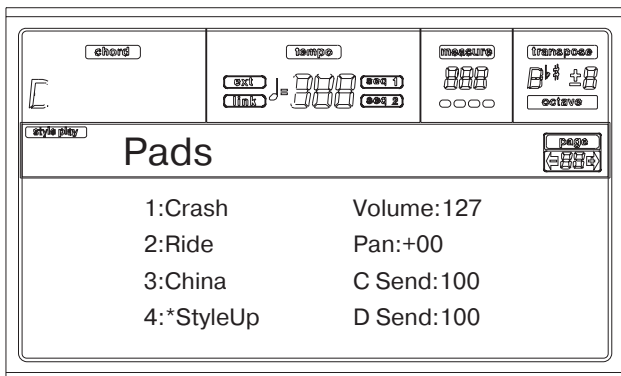 chord
tempo
measure
transpose
ext
link
seq 1
seq 2
octave
style play
Pads
page
1:Crash Volume:127
2:Ride Pan:+00
3:China C Send:100
4:*StyleUp D Send:100